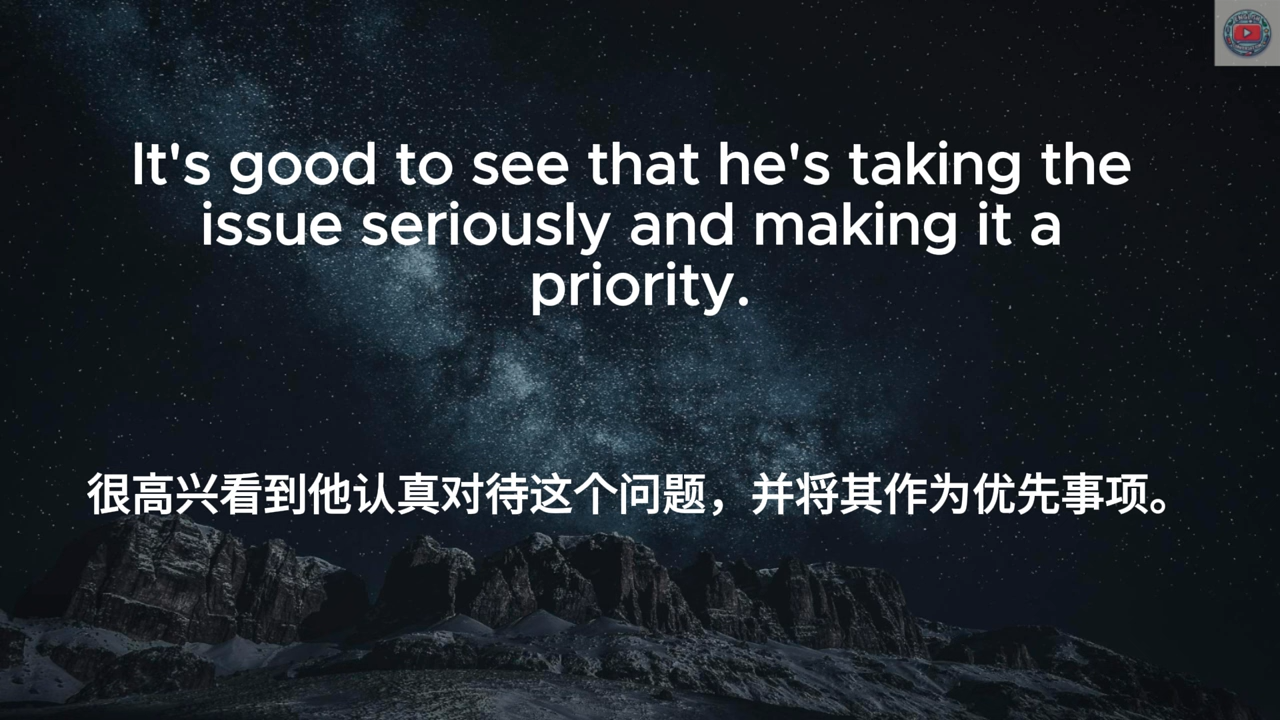 It's good to see that he's taking the
issue seriously and making it a
priority.
很高兴看到他认真对待这个问题，并将其作为优先事项。